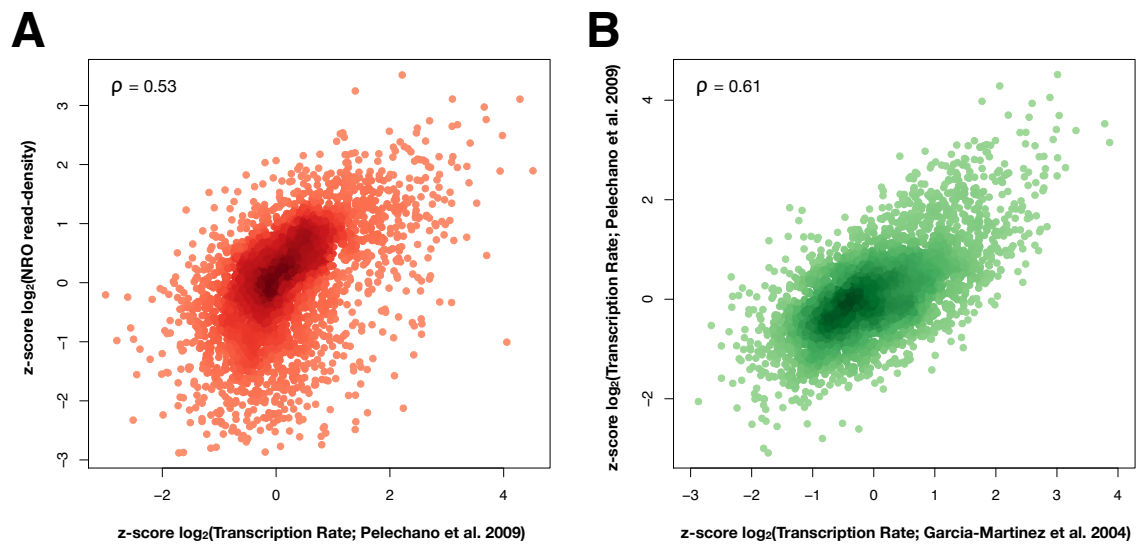 A
ρ = 0.53
z-score log₂(NRO read-density)
3
2
1
0
−1
−2
−3
−2
0
2
4
z-score log₂(Transcription Rate; Pelechano et al. 2009)
B
ρ = 0.61
z-score log₂(Transcription Rate; Pelechano et al. 2009)
4
2
0
−2
−3
−2
−1
0
1
2
3
4
z-score log₂(Transcription Rate; Garcia-Martinez et al. 2004)